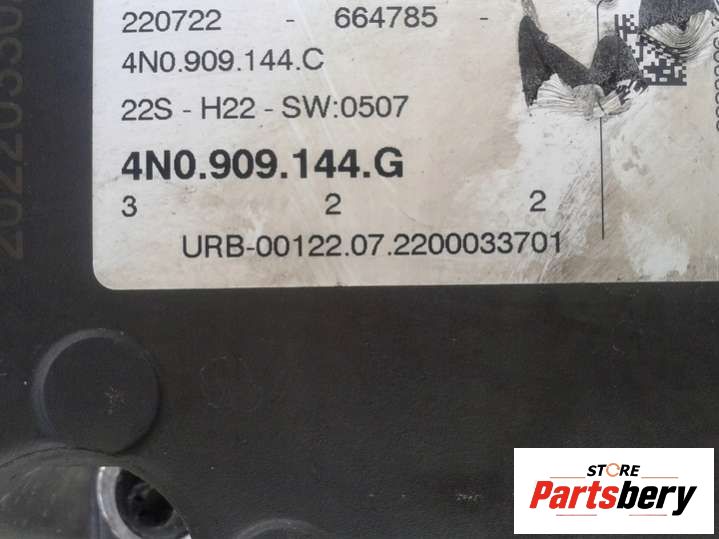 220722 - 664785 -
4N0.909.144.C
22S - H22 - SW:0507
4N0.909.144.G
3 2 2
URB-00122.07.2200033701
STORE
Partsbery